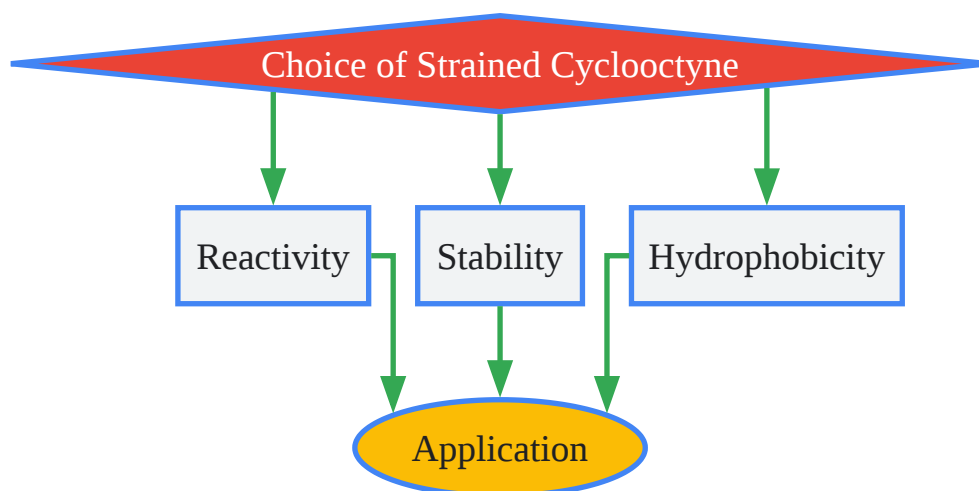 Choice of Strained Cyclooctyne
Reactivity
Stability
Hydrophobicity
Application